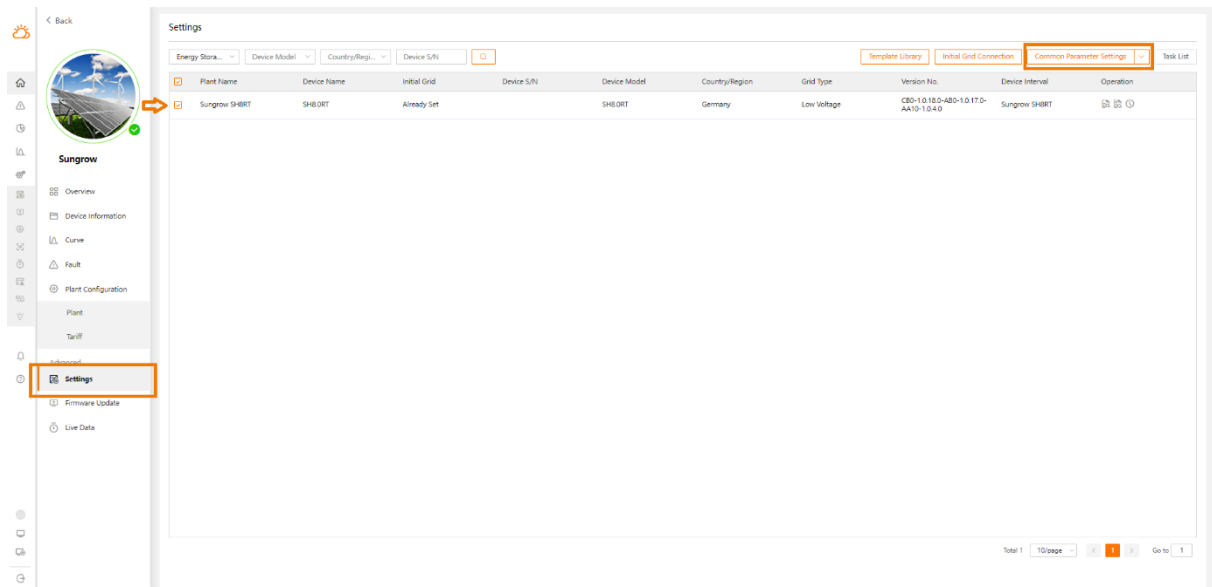 < Back
Settings
Energy Stora...
Device Model
Country/Regi...
Device S/N
Template Library
Initial Grid Connection
Common Parameter Settings
Task List
Plant Name
Device Name
Initial Grid
Device S/N
Device Model
Country/Region
Grid Type
Version No.
Device Interval
Operation
Sungrow SH8RT
SH8.0RT
Already Set
SH8.0RT
Germany
Low Voltage
CB0-1.0.18.0-AB0-1.0.17.0-
AA10-1.0.4.0
Sungrow SH8RT
Sungrow
Overview
Device Information
Curve
Fault
Plant Configuration
Plant
Tariff
Advanced
Settings
Firmware Update
Live Data
Total 1
10/page
<
1
>
Go to
1